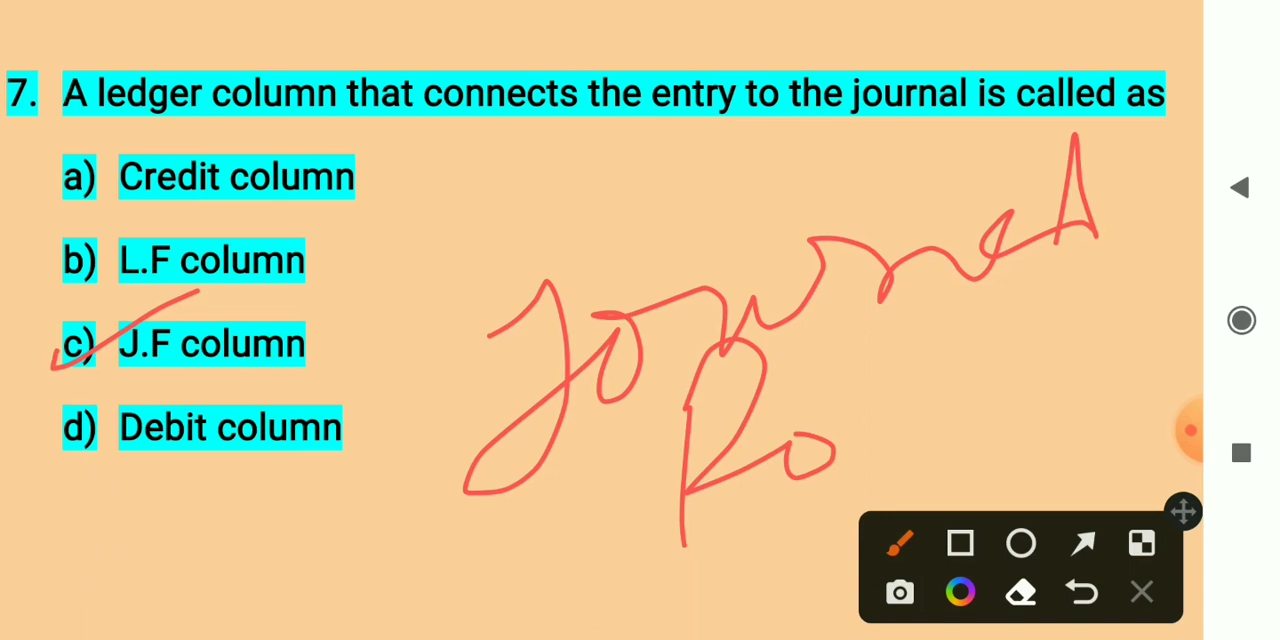 7. A ledger column that connects the entry to the journal is called as
a) Credit column
b) L.F column
c) J.F column
d) Debit column
Journal